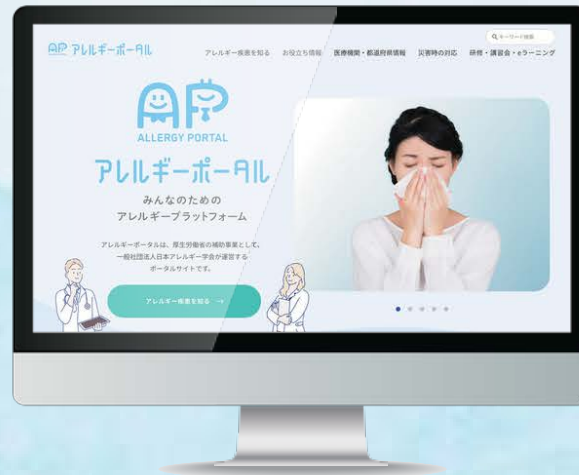 キーワード検索
AP アレルギーポータル
アレルギー疾患を知る お役立ち情報 医療機関・都道府県情報 災害時の対応 研修・講習会・eラーニング
AP
ALLERGY PORTAL
アレルギーポータル
みんなのための
アレルギープラットフォーム
アレルギーポータルは、厚生労働省の補助事業として、
一般社団法人日本アレルギー学会が運営する
ポータルサイトです。
アレルギー疾患を知る →